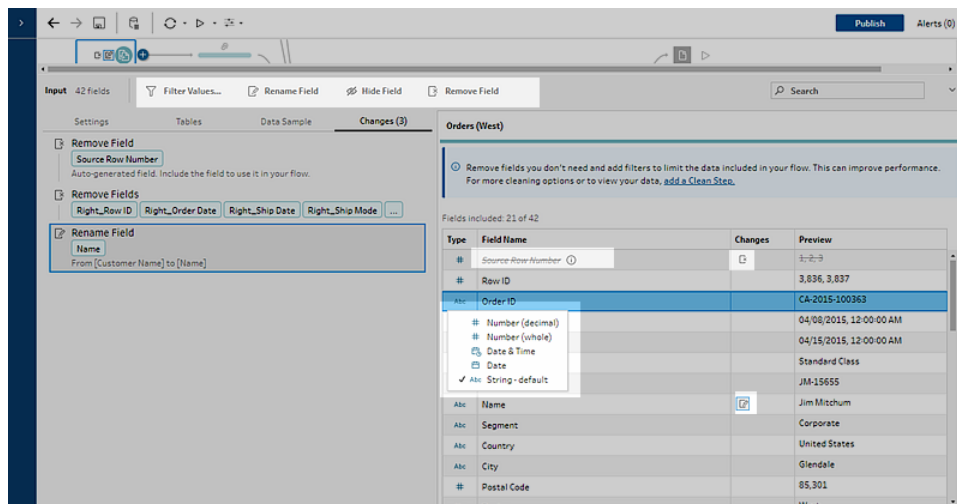 Publish
Alerts (0)
Input 42 fields
Filter Values...
Rename Field
Hide Field
Remove Field
Search
Settings
Tables
Data Sample
Changes (3)
Remove Field
Source Row Number
Auto-generated field. Include the field to use it in your flow.
Remove Fields
Right_Row ID Right_Order Date Right_Ship Date Right_Ship Mode ...
Rename Field
Name
From [Customer Name] to [Name]
Orders (West)
Remove fields you don't need and add filters to limit the data included in your flow. This can improve performance.
For more cleaning options or to view your data, add a Clean Step.
Fields included: 21 of 42
Type Field Name Changes Preview
# Source Row Number 1, 2, 3
# Row ID 3,836, 3,837
Abc Order ID CA-2015-100363
04/08/2015, 12:00:00 AM
04/15/2015, 12:00:00 AM
Standard Class
JM-15655
# Number (decimal)
# Number (whole)
Date & Time
Date
✓ Abc String - default
Abc Name Jim Mitchum
Abc Segment Corporate
Abc Country United States
Abc City Glendale
# Postal Code 85,301